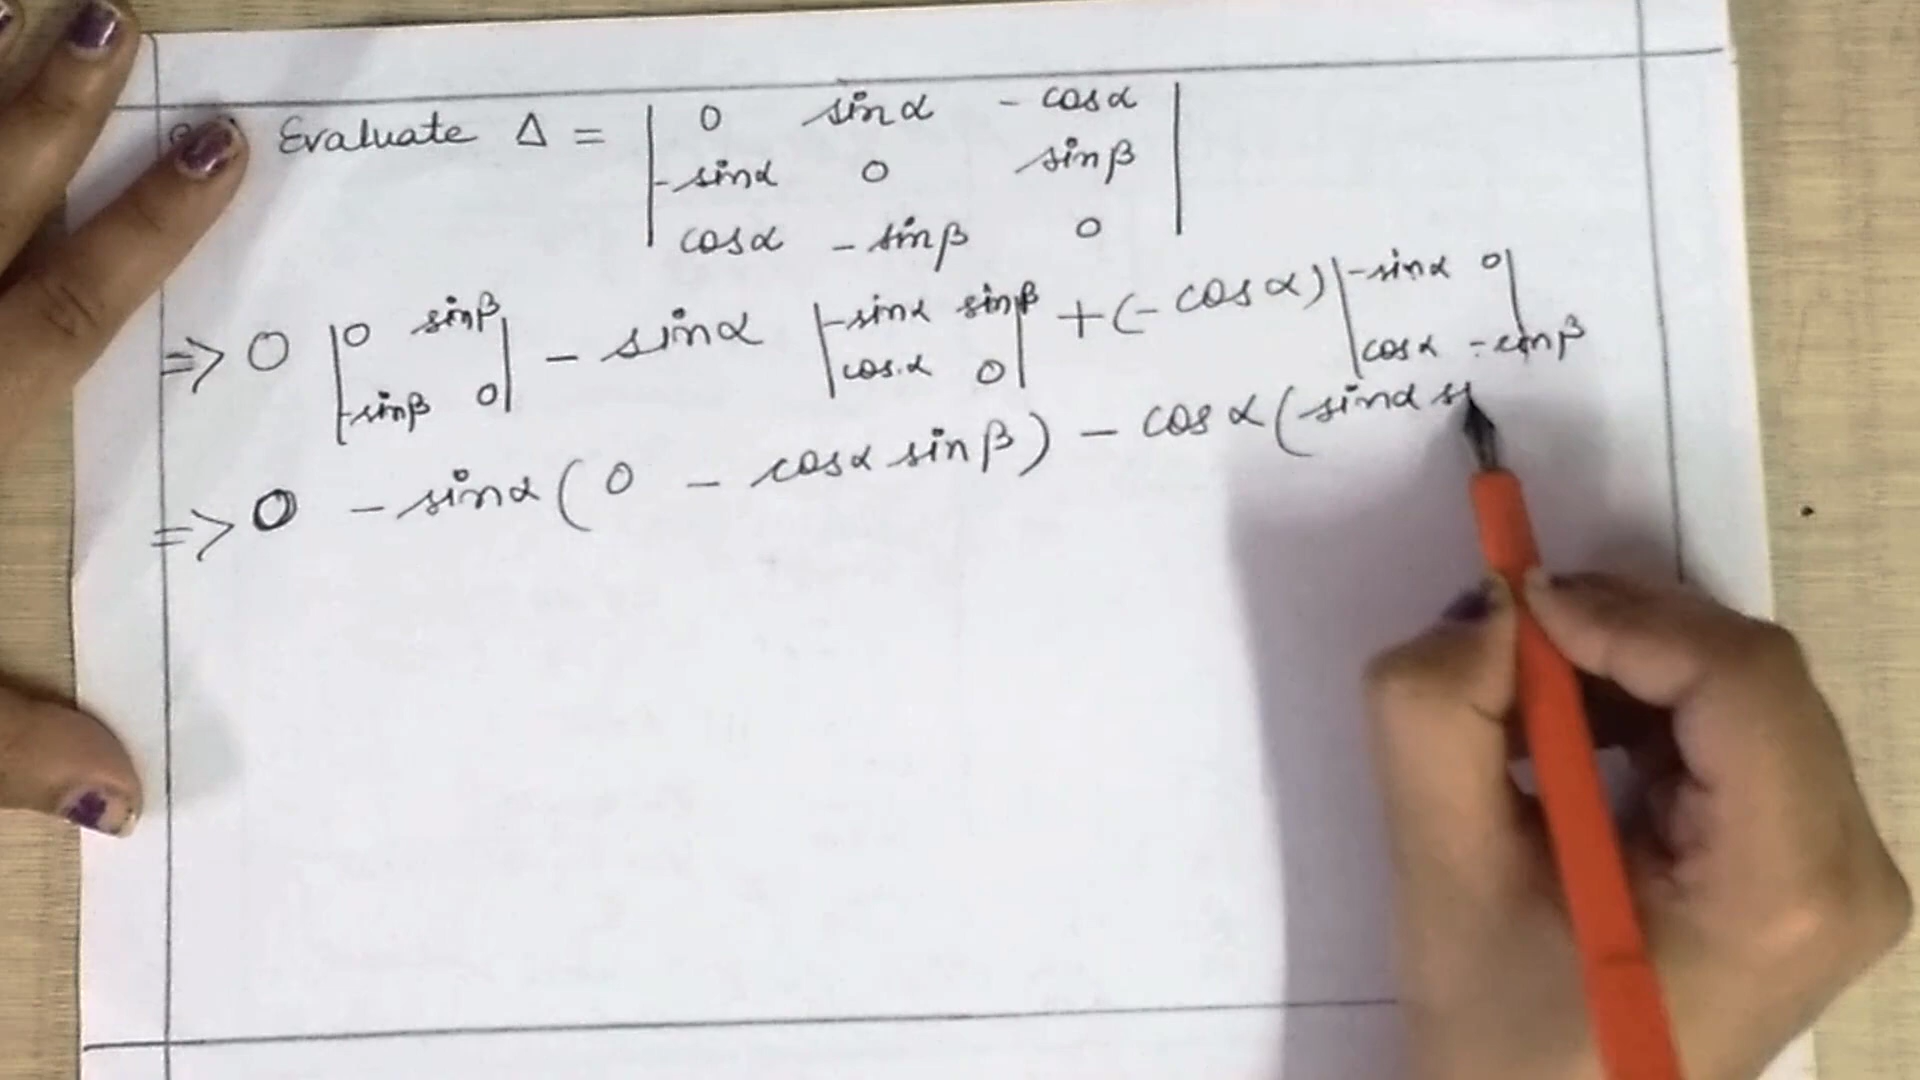 Evaluate Δ = | 0 sinα - cosα |
| -sinα 0 sinβ |
| cosα - sinβ 0 |
=> 0 | 0 sinβ | - sinα | -sinα sinβ | + (- cosα) | -sinα 0 |
| -sinβ 0 | | cosα 0 | | cosα - sinβ |
=> 0 - sinα ( 0 - cosα sinβ ) - cosα ( sinα